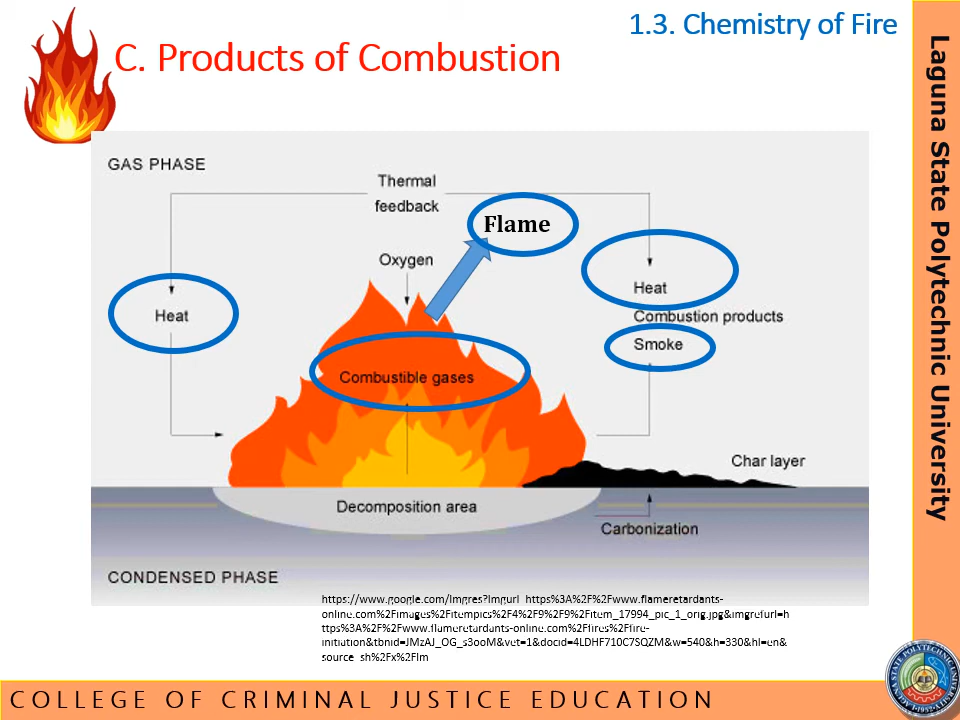 1.3. Chemistry of Fire
C. Products of Combustion
Laguna State Polytechnic University
GAS PHASE
Thermal
feedback
Flame
Oxygen
Heat
Heat
Combustion products
Smoke
Combustible gases
Char layer
Decomposition area
Carbonization
CONDENSED PHASE
https://www.google.com/imgres?imgurl=https%3A%2F%2Fwww.flameretardants-
online.com%2Fimages%2Fitempics%2F4%2F9%2F9%2Fitem_17994_pic_1_orig.jpg&imgrefurl=h
ttps%3A%2F%2Fwww.flameretardants-online.com%2Ffires%2Ffire-
initiation&tbnid=JMzAJ_OG_s3ooM&vet=1&docid=4LDHF710C7SQZM&w=540&h=330&hl=en&
source=sh%2Fx%2Fim
COLLEGE OF CRIMINAL JUSTICE EDUCATION